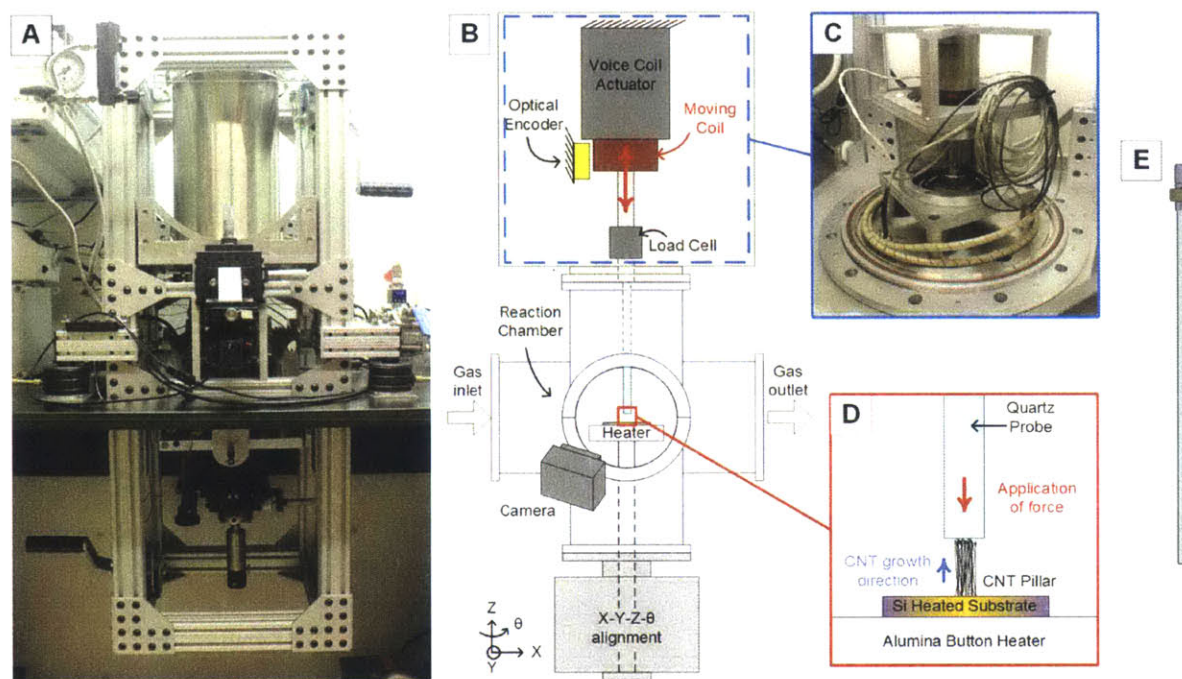 A
B
Voice Coil
Actuator
Optical
Encoder
Moving
Coil
Load Cell
Reaction
Chamber
Gas
inlet
Gas
outlet
Heater
Camera
X-Y-Z-θ
alignment
Z
θ
Y
X
C
D
Quartz
Probe
Application
of force
CNT growth
direction
CNT Pillar
Si Heated Substrate
Alumina Button Heater
E